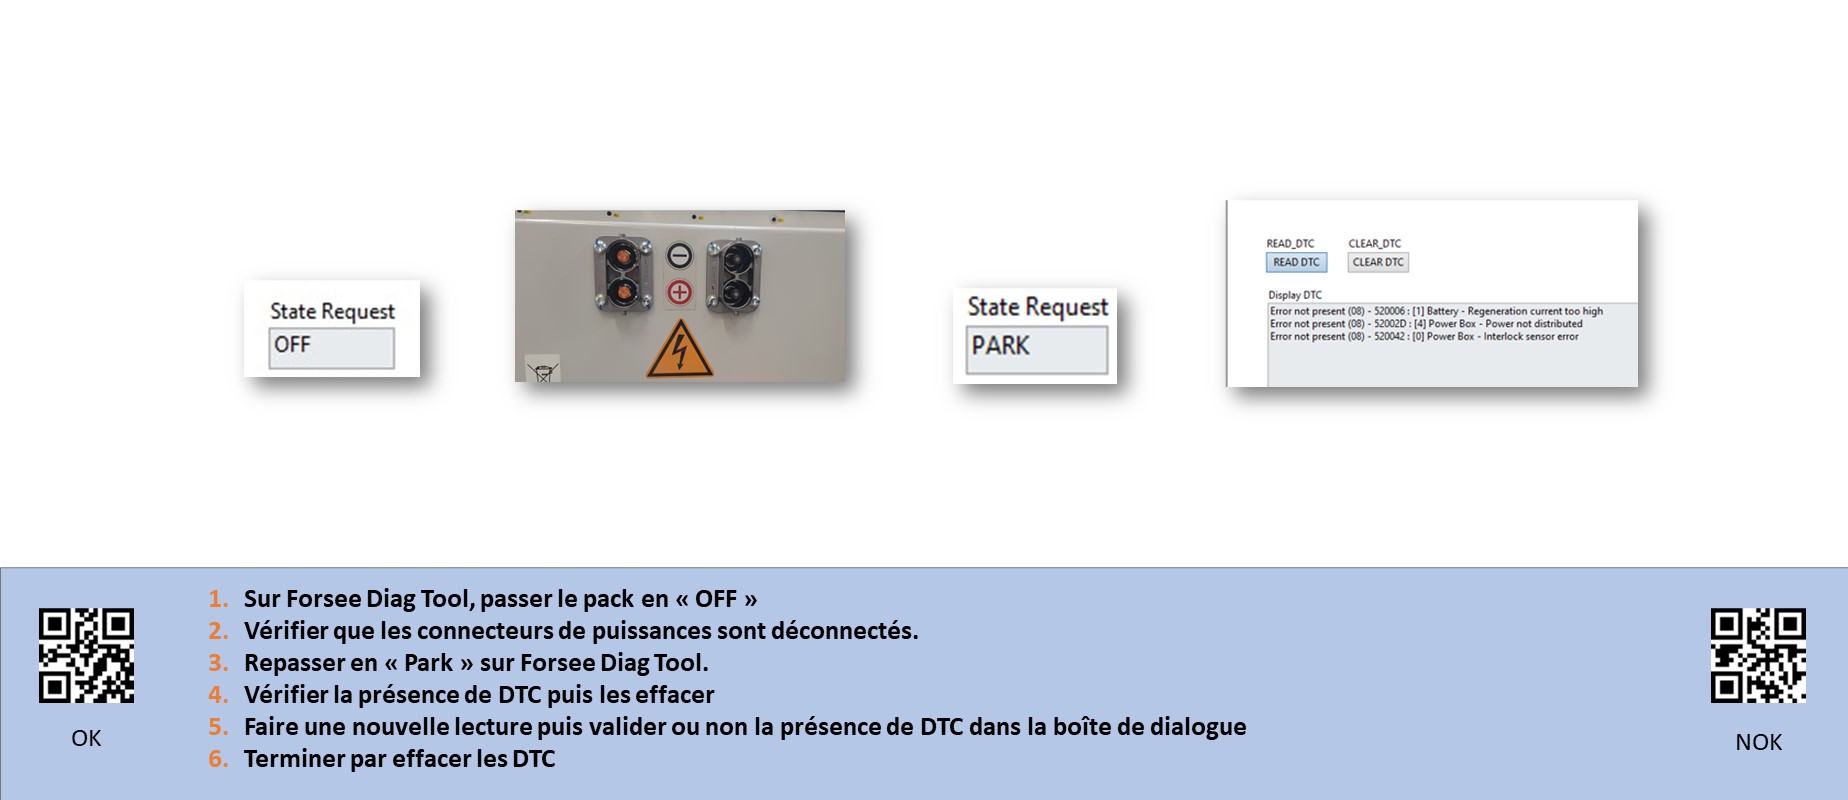 State Request
OFF
State Request
PARK
READ_DTC
CLEAR_DTC
READ DTC
CLEAR DTC
Display DTC
Error not present (08) - 520006 : [1] Battery - Regeneration current too high
Error not present (08) - 52002D : [4] Power Box - Power not distributed
Error not present (08) - 520042 : [0] Power Box - Interlock sensor error
1. Sur Forsee Diag Tool, passer le pack en « OFF »
2. Vérifier que les connecteurs de puissances sont déconnectés.
3. Repasser en « Park » sur Forsee Diag Tool.
4. Vérifier la présence de DTC puis les effacer
5. Faire une nouvelle lecture puis valider ou non la présence de DTC dans la boîte de dialogue
6. Terminer par effacer les DTC
OK
NOK